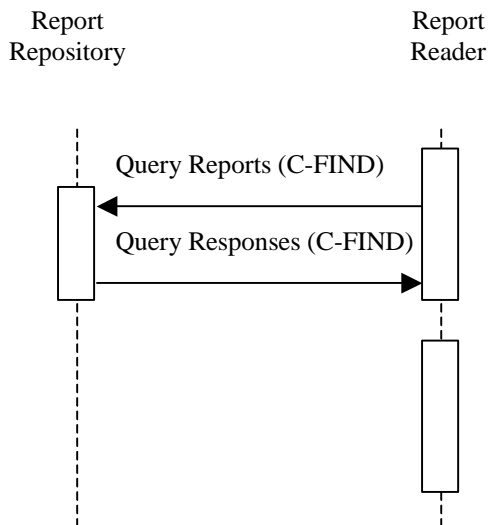 Report
Repository
Report
Reader
Query Reports (C-FIND)
Query Responses (C-FIND)